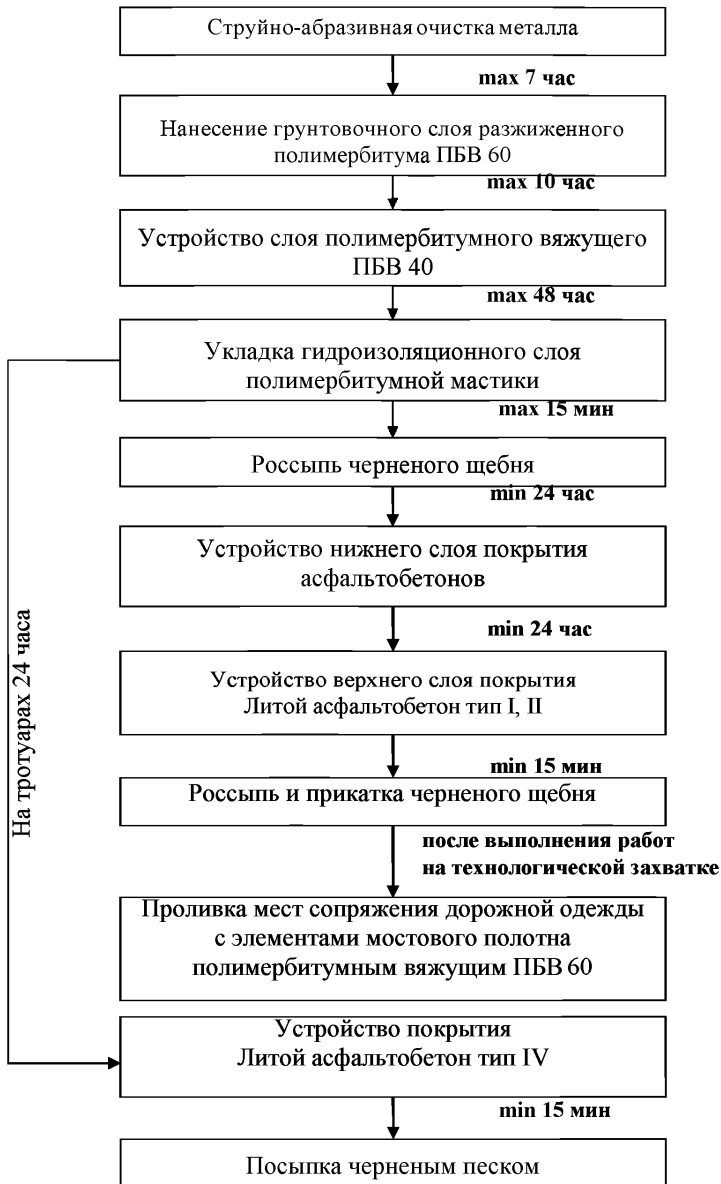 Струйно-абразивная очистка металла
max 7 час
Нанесение грунтовочного слоя разжиженного
полимербитума ПБВ 60
max 10 час
Устройство слоя полимербитумного вяжущего
ПБВ 40
max 48 час
Укладка гидроизоляционного слоя
полимербитумной мастики
max 15 мин
Россыпь черненого щебня
min 24 час
Устройство нижнего слоя покрытия
асфальтобетонов
min 24 час
Устройство верхнего слоя покрытия
Литой асфальтобетон тип I, II
min 15 мин
Россыпь и прикатка черненого щебня
после выполнения работ
на технологической захватке
Проливка мест сопряжения дорожной одежды
с элементами мостового полотна
полимербитумным вяжущим ПБВ 60
На тротуарах 24 часа
Устройство покрытия
Литой асфальтобетон тип IV
min 15 мин
Посыпка черненым песком